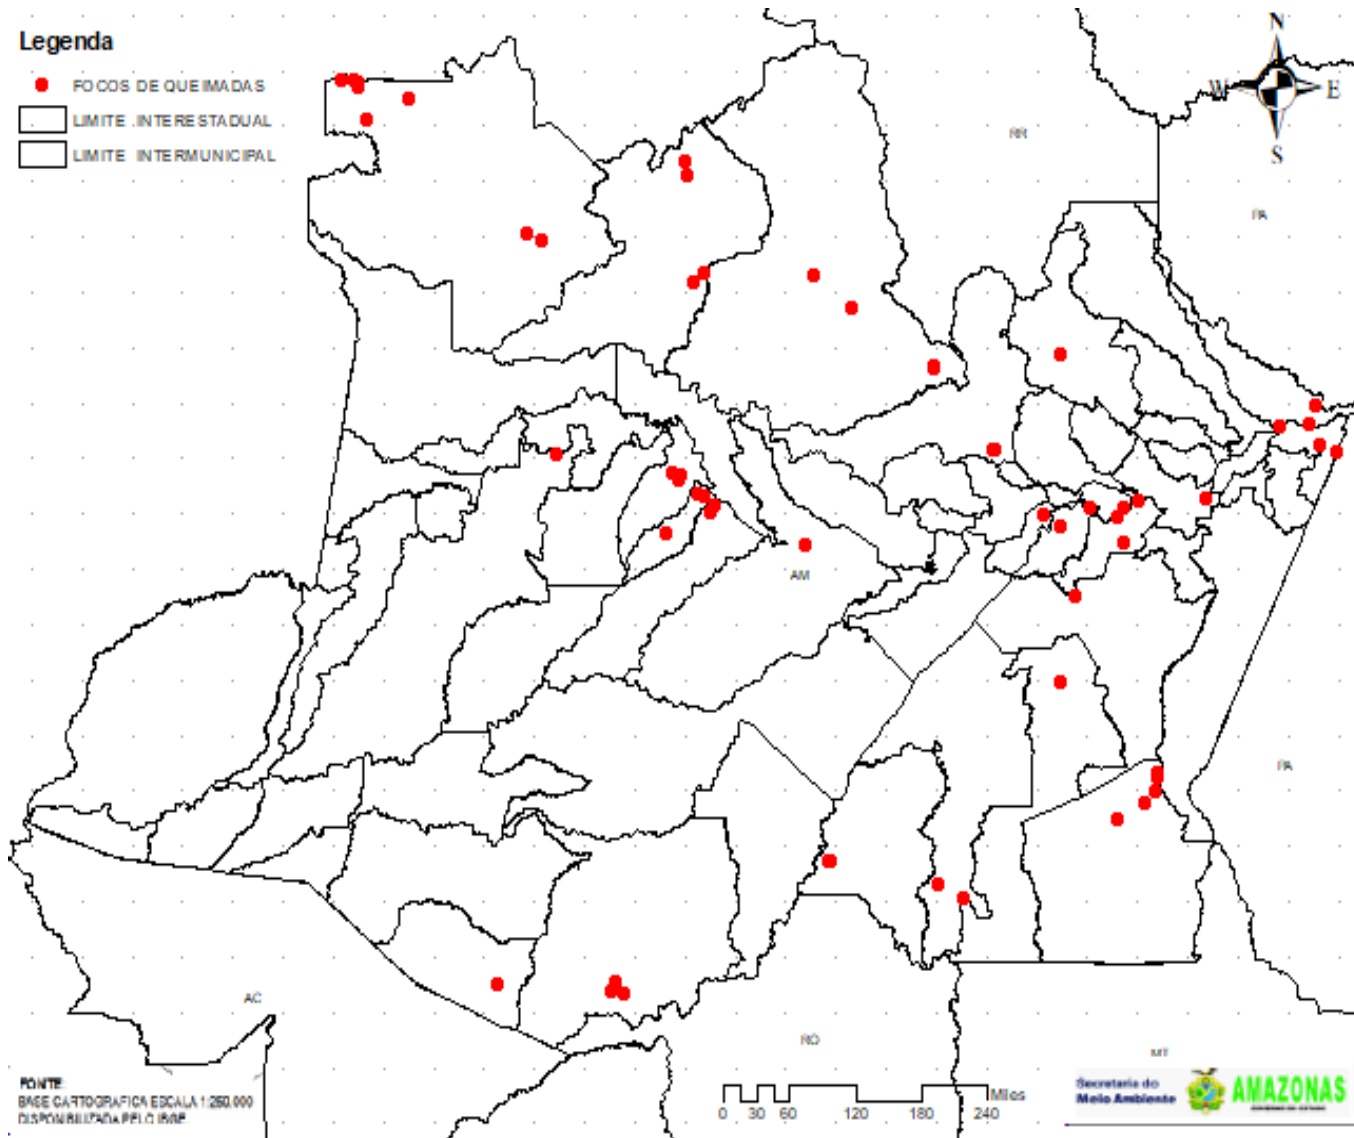 Legenda
FOCOS DE QUEIMADAS
LIMITE .INTERESTADUAL
LIMITE INTERMUNICIPAL
N
W
E
S
RR
PA
AM
PA
AC
RO
MT
FONTE:
BASE CARTOGRAFICA ESCALA 1:250.000
DISPONIBILIZADA PELO IBGE.
Miles
0 30 60 120 180 240
Secretaria do
Meio Ambiente
AMAZONAS